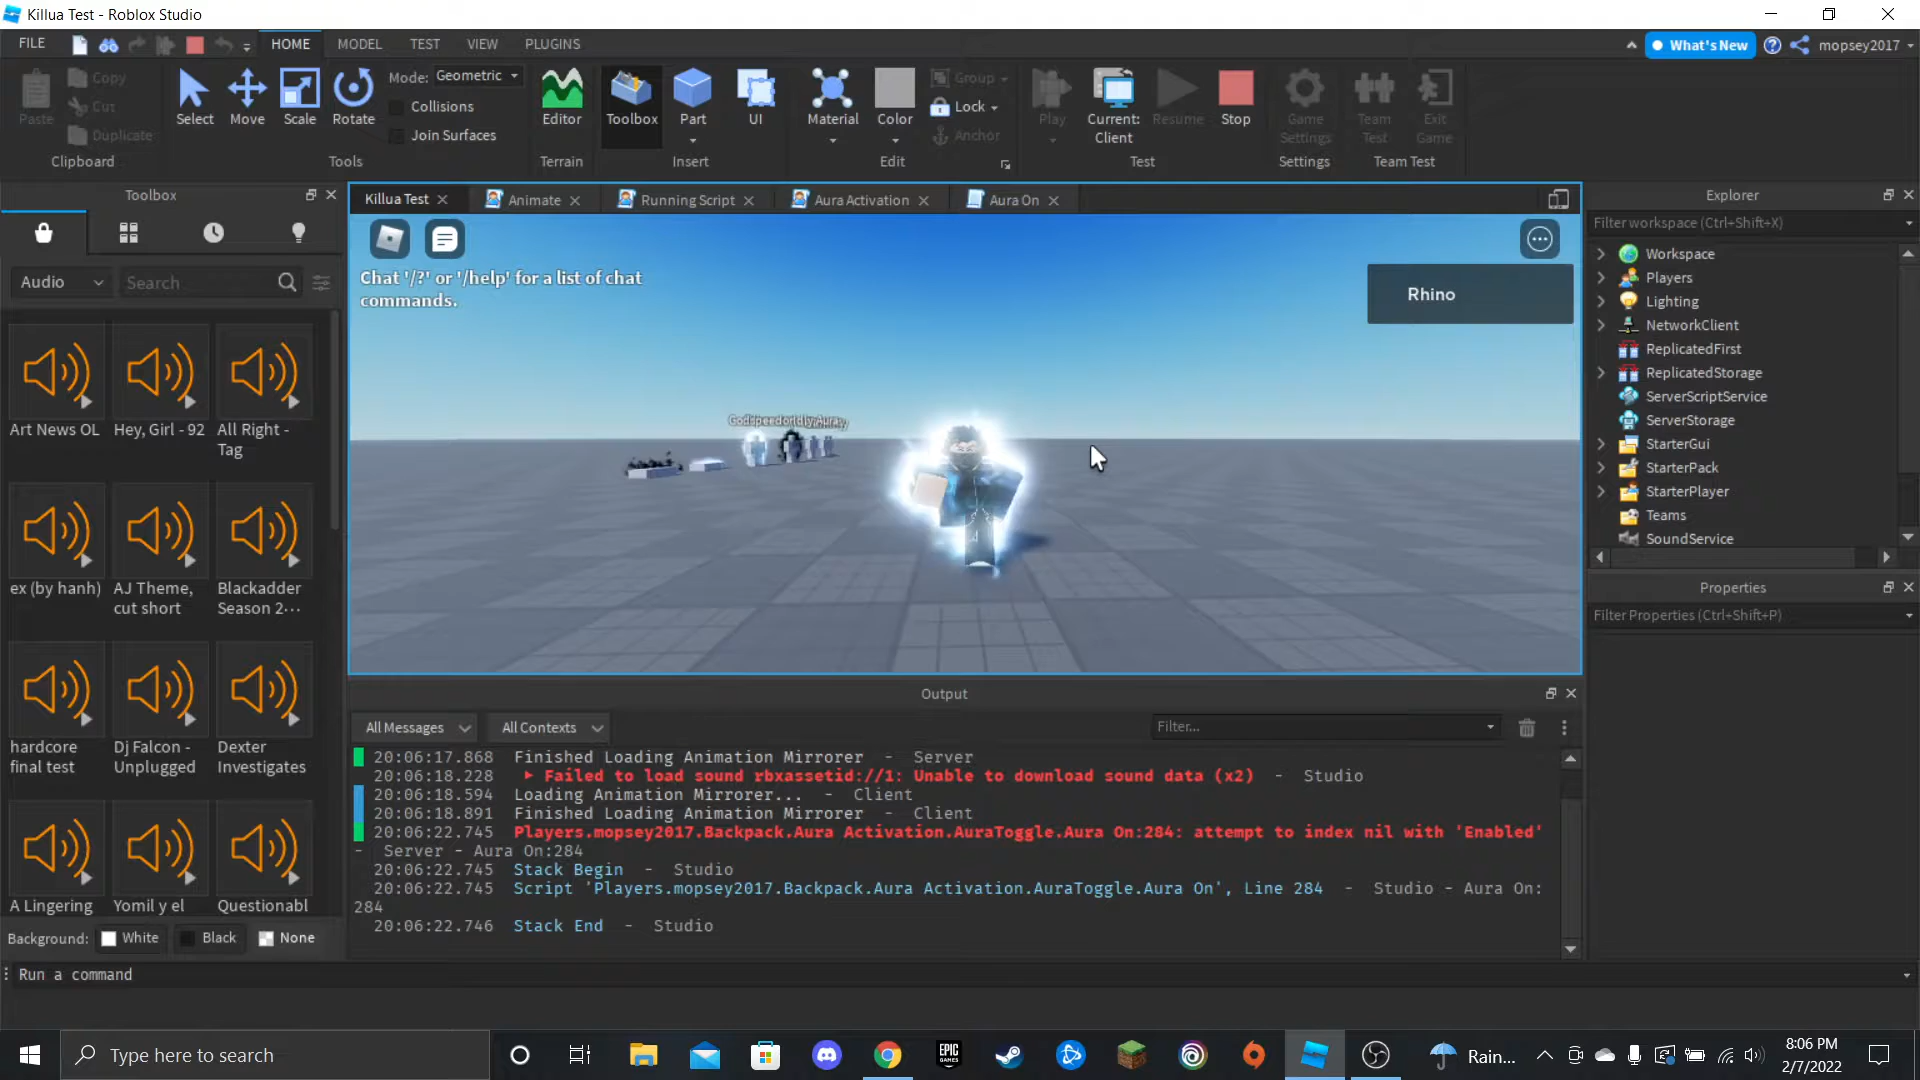 Killua Test - Roblox Studio
FILE HOME MODEL TEST VIEW PLUGINS What's New mopsey2017
Paste Copy Cut Duplicate
Clipboard
Select Move Scale Rotate
Mode: Geometric
Collisions
Join Surfaces
Tools
Editor
Terrain
Toolbox Part UI
Insert
Material Color
Group
Lock
Anchor
Edit
Play Current: Client Resume Stop
Test
Game Settings
Settings
Team Test Exit Game
Team Test
Toolbox
Audio Search
Art News OL
Hey, Girl - 92
All Right - Tag
ex (by hanh)
AJ Theme, cut short
Blackadder Season 2...
hardcore final test
Dj Falcon - Unplugged
Dexter Investigates
A Lingering
Yomil y el
Questionabl
Background: White Black None
Killua Test Animate Running Script Aura Activation Aura On
Chat '/?' or '/help' for a list of chat
commands.
Rhino
Explorer
Filter workspace (Ctrl+Shift+X)
Workspace
Players
Lighting
NetworkClient
ReplicatedFirst
ReplicatedStorage
ServerScriptService
ServerStorage
StarterGui
StarterPack
StarterPlayer
Teams
SoundService
Properties
Filter Properties (Ctrl+Shift+P)
Output
All Messages All Contexts Filter...
20:06:17.868 Finished Loading Animation Mirrorer - Server
20:06:18.228 Failed to load sound rbxassetid://1: Unable to download sound data (x2) - Studio
20:06:18.594 Loading Animation Mirrorer... - Client
20:06:18.891 Finished Loading Animation Mirrorer - Client
20:06:22.745 Players.mopsey2017.Backpack.Aura Activation.AuraToggle.Aura On:284: attempt to index nil with 'Enabled'
- Server - Aura On:284
20:06:22.745 Stack Begin - Studio
20:06:22.745 Script 'Players.mopsey2017.Backpack.Aura Activation.AuraToggle.Aura On', Line 284 - Studio - Aura On:
284
20:06:22.746 Stack End - Studio
Run a command
Type here to search
EPIC GAMES
Rain...
8:06 PM
2/7/2022